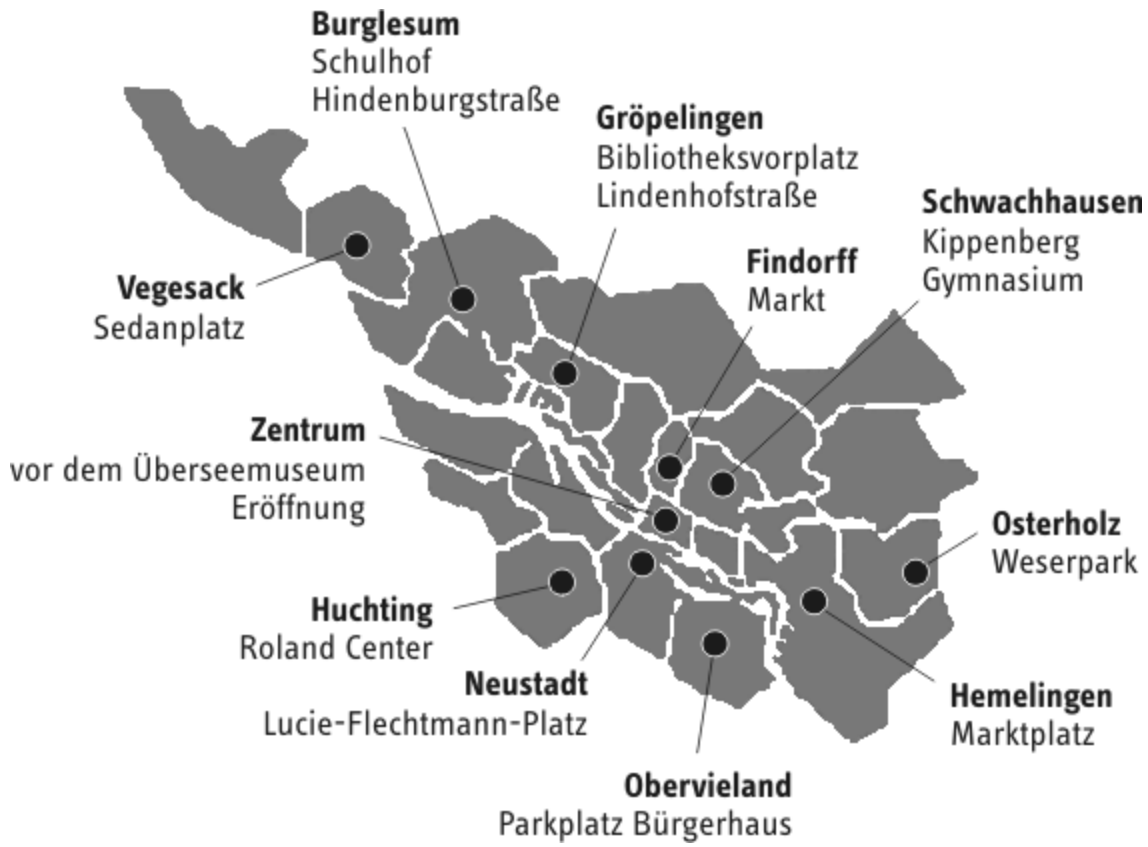 Burglesum
Schulhof
Hindenburgstraße
Gröpelingen
Bibliotheksvorplatz
Lindenhofstraße
Schwachhausen
Kippenberg
Gymnasium
Findorff
Markt
Vegesack
Sedanplatz
Zentrum
vor dem Überseemuseum
Eröffnung
Osterholz
Weserpark
Huchting
Roland Center
Neustadt
Lucie-Flechtmann-Platz
Hemelingen
Marktplatz
Obervieland
Parkplatz Bürgerhaus